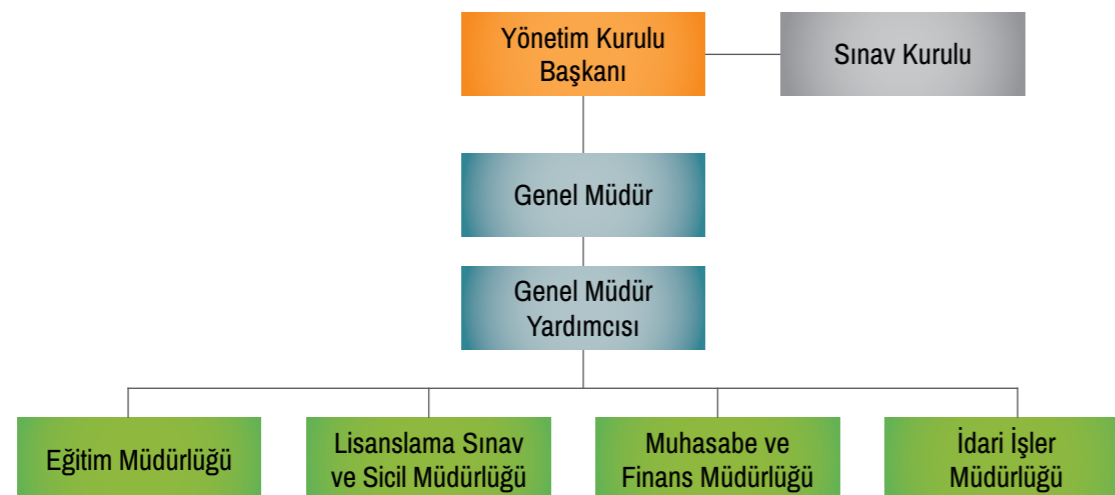 Yönetim Kurulu
Başkanı
Sınav Kurulu
Genel Müdür
Genel Müdür
Yardımcısı
Eğitim Müdürlüğü
Lisanslama Sınav
ve Sicil Müdürlüğü
Muhasabe ve
Finans Müdürlüğü
İdari İşler
Müdürlüğü